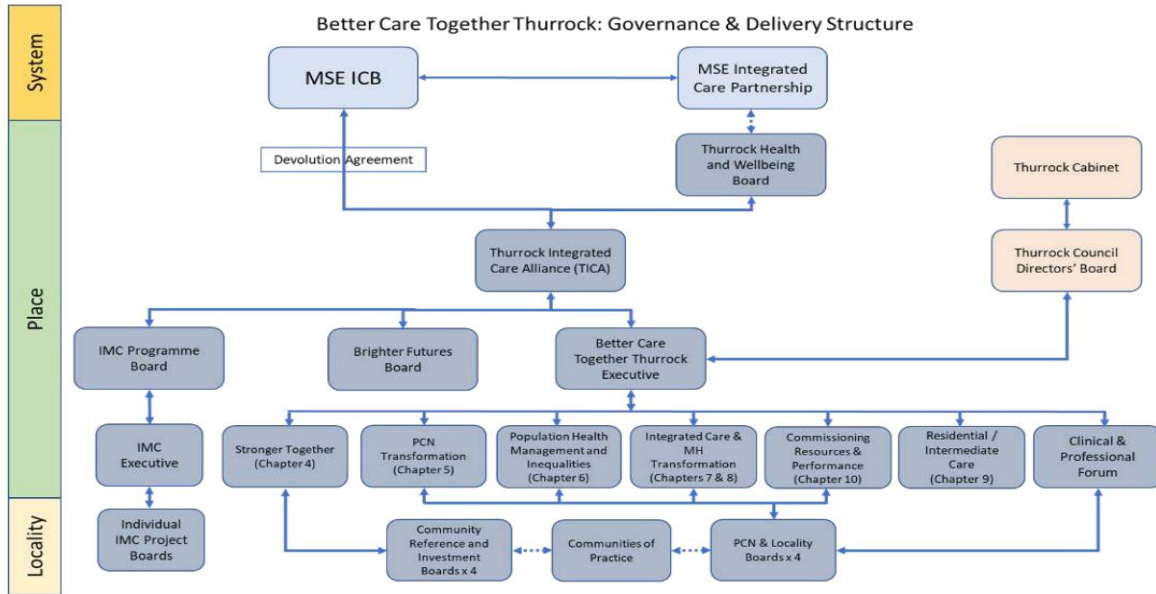 Better Care Together Thurrock: Governance & Delivery Structure
System
MSE ICB
MSE Integrated
Care Partnership
Place
Devolution Agreement
Thurrock Health
and Wellbeing
Board
Thurrock Cabinet
Thurrock Integrated
Care Alliance (TICA)
Thurrock Council
Directors' Board
IMC Programme
Board
Brighter Futures
Board
Better Care
Together Thurrock
Executive
IMC
Executive
Stronger Together
(Chapter 4)
PCN
Transformation
(Chapter 5)
Population Health
Management and
Inequalities
(Chapter 6)
Integrated Care &
MH
Transformation
(Chapters 7 & 8)
Commissioning
Resources &
Performance
(Chapter 10)
Residential /
Intermediate
Care
(Chapter 9)
Clinical &
Professional
Forum
Locality
Individual
IMC Project
Boards
Community
Reference and
Investment
Boards x 4
Communities of
Practice
PCN & Locality
Boards x 4